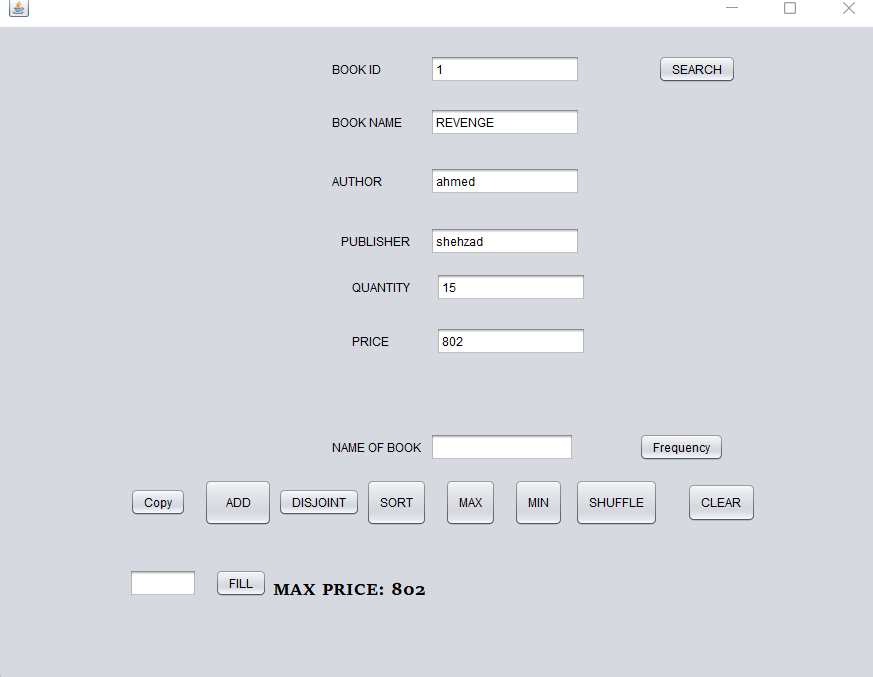 BOOK ID 1 SEARCH
BOOK NAME REVENGE
AUTHOR ahmed
PUBLISHER shehzad
QUANTITY 15
PRICE 802
NAME OF BOOK Frequency
Copy ADD DISJOINT SORT MAX MIN SHUFFLE CLEAR
FILL MAX PRICE: 802